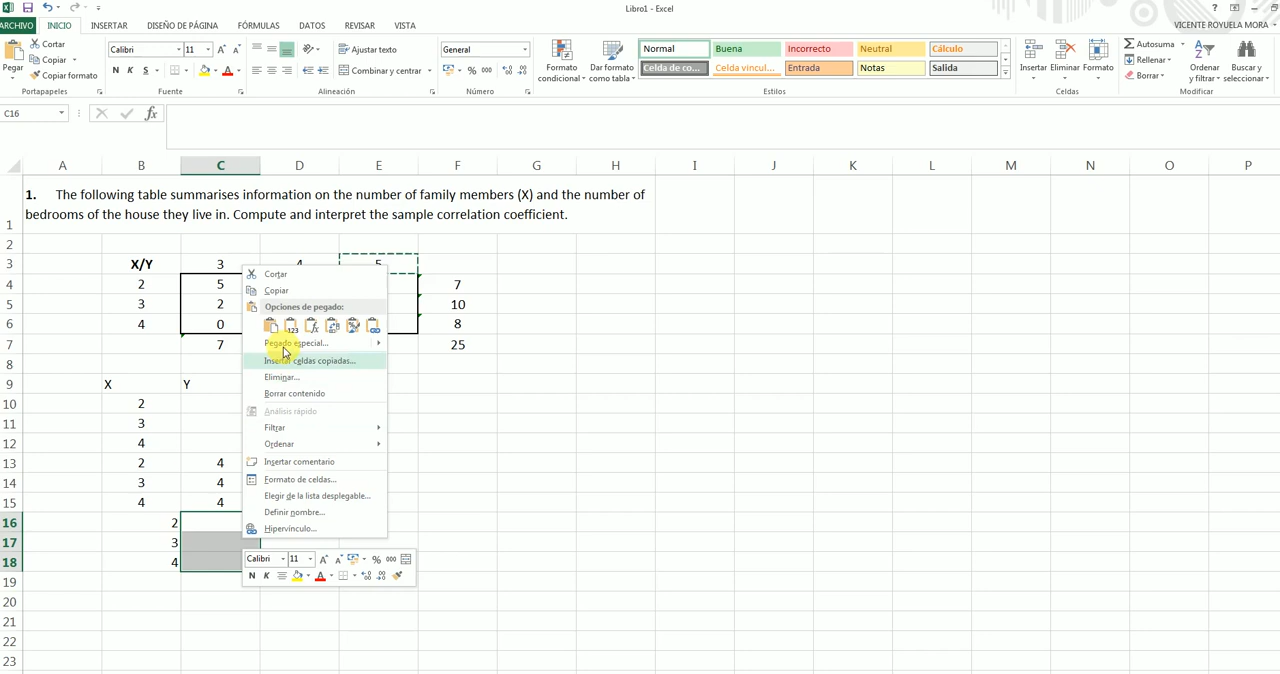 Libro1 - Excel
ARCHIVO INICIO INSERTAR DISEÑO DE PÁGINA FÓRMULAS DATOS REVISAR VISTA VICENTE ROYUELA MORA
Pegar Cortar Copiar Copiar formato
Calibri 11 N K S
Ajustar texto Combinar y centrar
General % 000
Formato condicional Dar formato como tabla
Normal Buena Incorrecto Neutral Cálculo
Celda de co... Celda vincul... Entrada Notas Salida
Insertar Eliminar Formato
Autosuma Rellenar Borrar
Ordenar y filtrar Buscar y seleccionar
Portapapeles Fuente Alineación Número Estilos Celdas Modificar
C16 fx
A B C D E F G H I J K L M N O P
1 1. The following table summarises information on the number of family members (X) and the number of
bedrooms of the house they live in. Compute and interpret the sample correlation coefficient.
2
3 X/Y 3 4 5
4 2 5 7
5 3 2 10
6 4 0 8
7 7 25
8
9 X Y
10 2
11 3
12 4
13 2 4
14 3 4
15 4 4
16 2
17 3
18 4
19
20
21
22
23
Cortar
Copiar
Opciones de pegado:
Pegado especial...
Insertar celdas copiadas...
Eliminar...
Borrar contenido
Análisis rápido
Filtrar
Ordenar
Insertar comentario
Formato de celdas...
Elegir de la lista desplegable...
Definir nombre...
Hipervínculo...
Calibri 11 % 000
N K